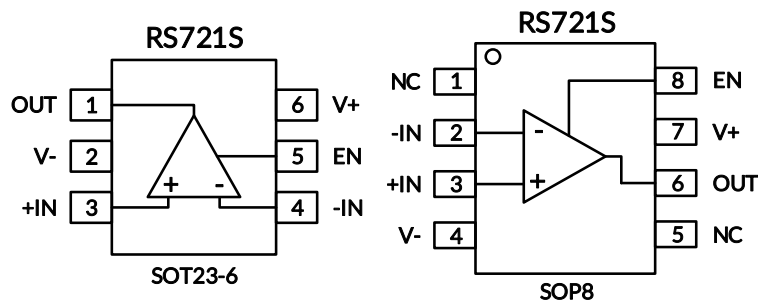 RS721S
OUT 1 6 V+
V- 2 5 EN
+IN 3 4 -IN
+ -
SOT23-6
RS721S
NC 1 8 EN
-IN 2 - 7 V+
+IN 3 + 6 OUT
V- 4 5 NC
SOP8